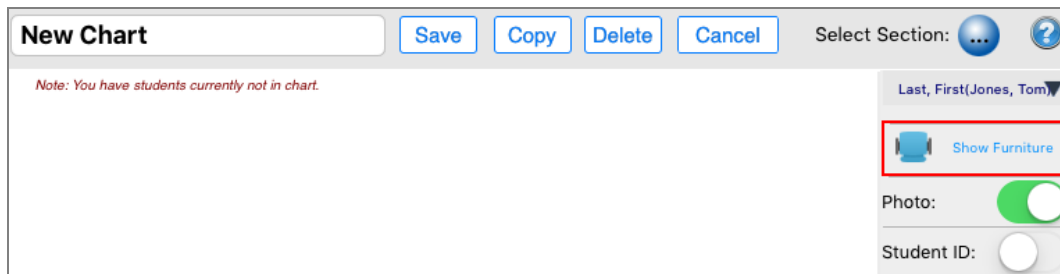 New Chart
Save
Copy
Delete
Cancel
Select Section:
...
?
Note: You have students currently not in chart.
Last, First(Jones, Tom)
Show Furniture
Photo:
Student ID: